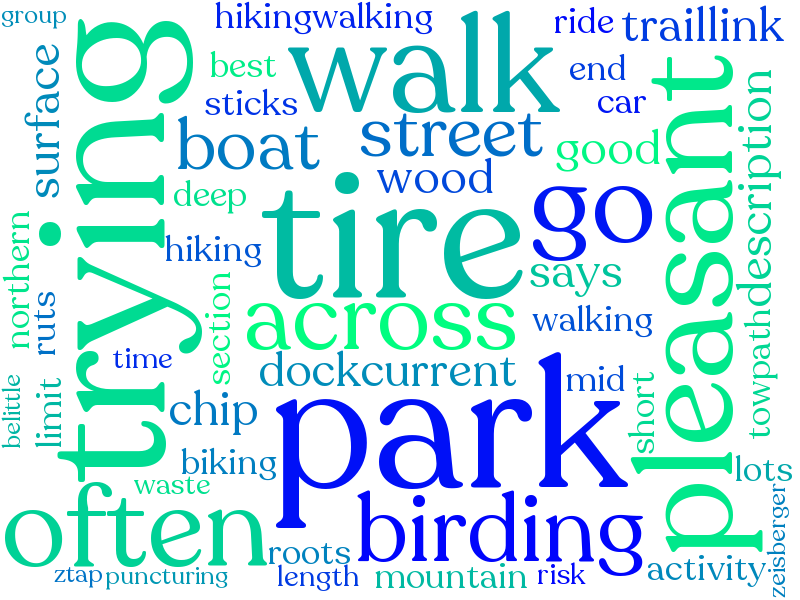 group
hikingwalking
ride
traillink
trying
walk
best
end
sticks
car
surface
boat
street
good
pleasant
description
wood
deep
tire
go
northern
hiking
says
section
across
walking
ruts
time
dockcurrent
mid
towpath
belittle
limit
chip
park
short
biking
waste
lots
often
birding
zeisberger
roots
activity
ztap
puncturing
length
mountain
risk